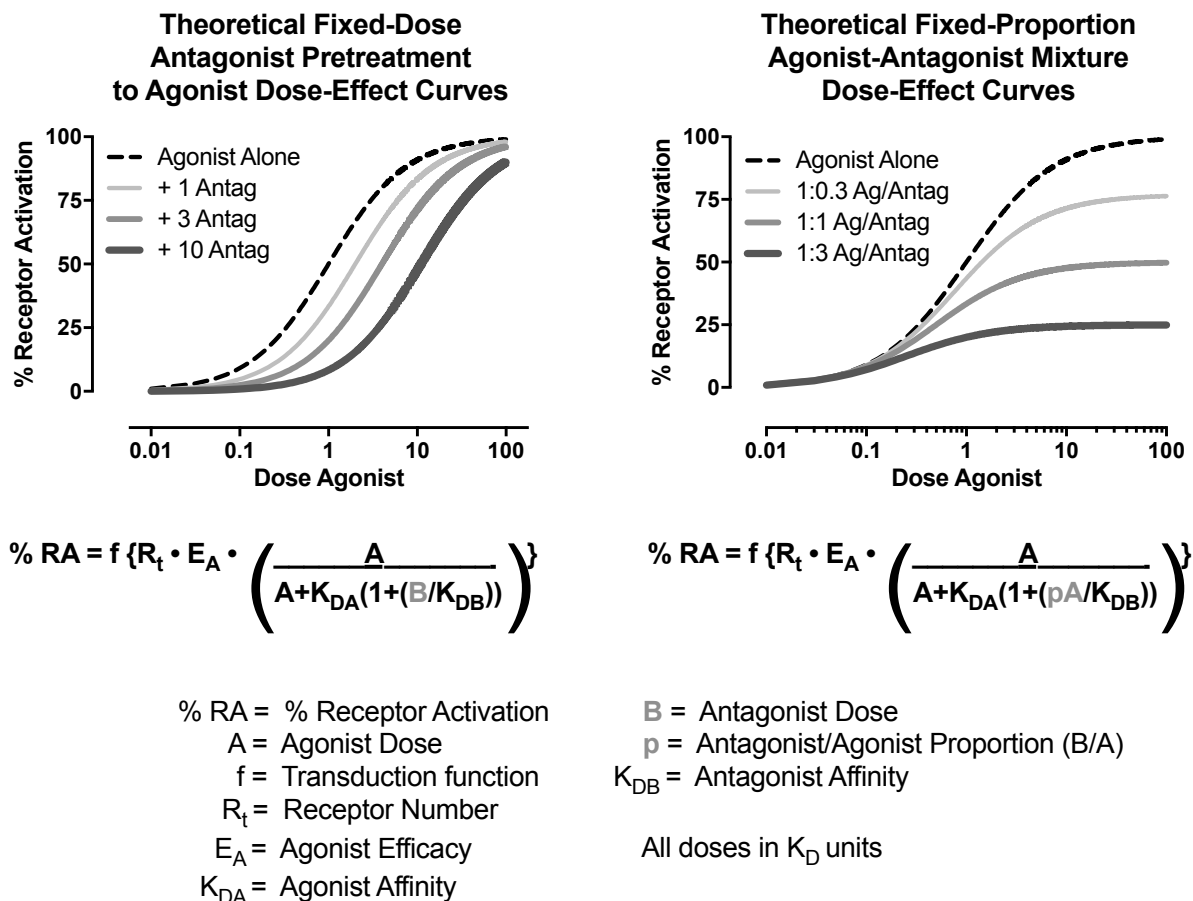 Theoretical Fixed-Dose
Antagonist Pretreatment
to Agonist Dose-Effect Curves
% Receptor Activation
100
75
50
25
0
Agonist Alone
+ 1 Antag
+ 3 Antag
+ 10 Antag
0.01 0.1 1 10 100
Dose Agonist
Theoretical Fixed-Proportion
Agonist-Antagonist Mixture
Dose-Effect Curves
% Receptor Activation
100
75
50
25
0
Agonist Alone
1:0.3 Ag/Antag
1:1 Ag/Antag
1:3 Ag/Antag
0.01 0.1 1 10 100
Dose Agonist
% RA = f {Rt • EA • ( A
A+KDA(1+(B/KDB)) )}
% RA = f {Rt • EA • ( A
A+KDA(1+(pA/KDB)) )}
% RA = % Receptor Activation
A = Agonist Dose
f = Transduction function
Rt = Receptor Number
EA = Agonist Efficacy
KDA = Agonist Affinity
B = Antagonist Dose
p = Antagonist/Agonist Proportion (B/A)
KDB = Antagonist Affinity
All doses in KD units